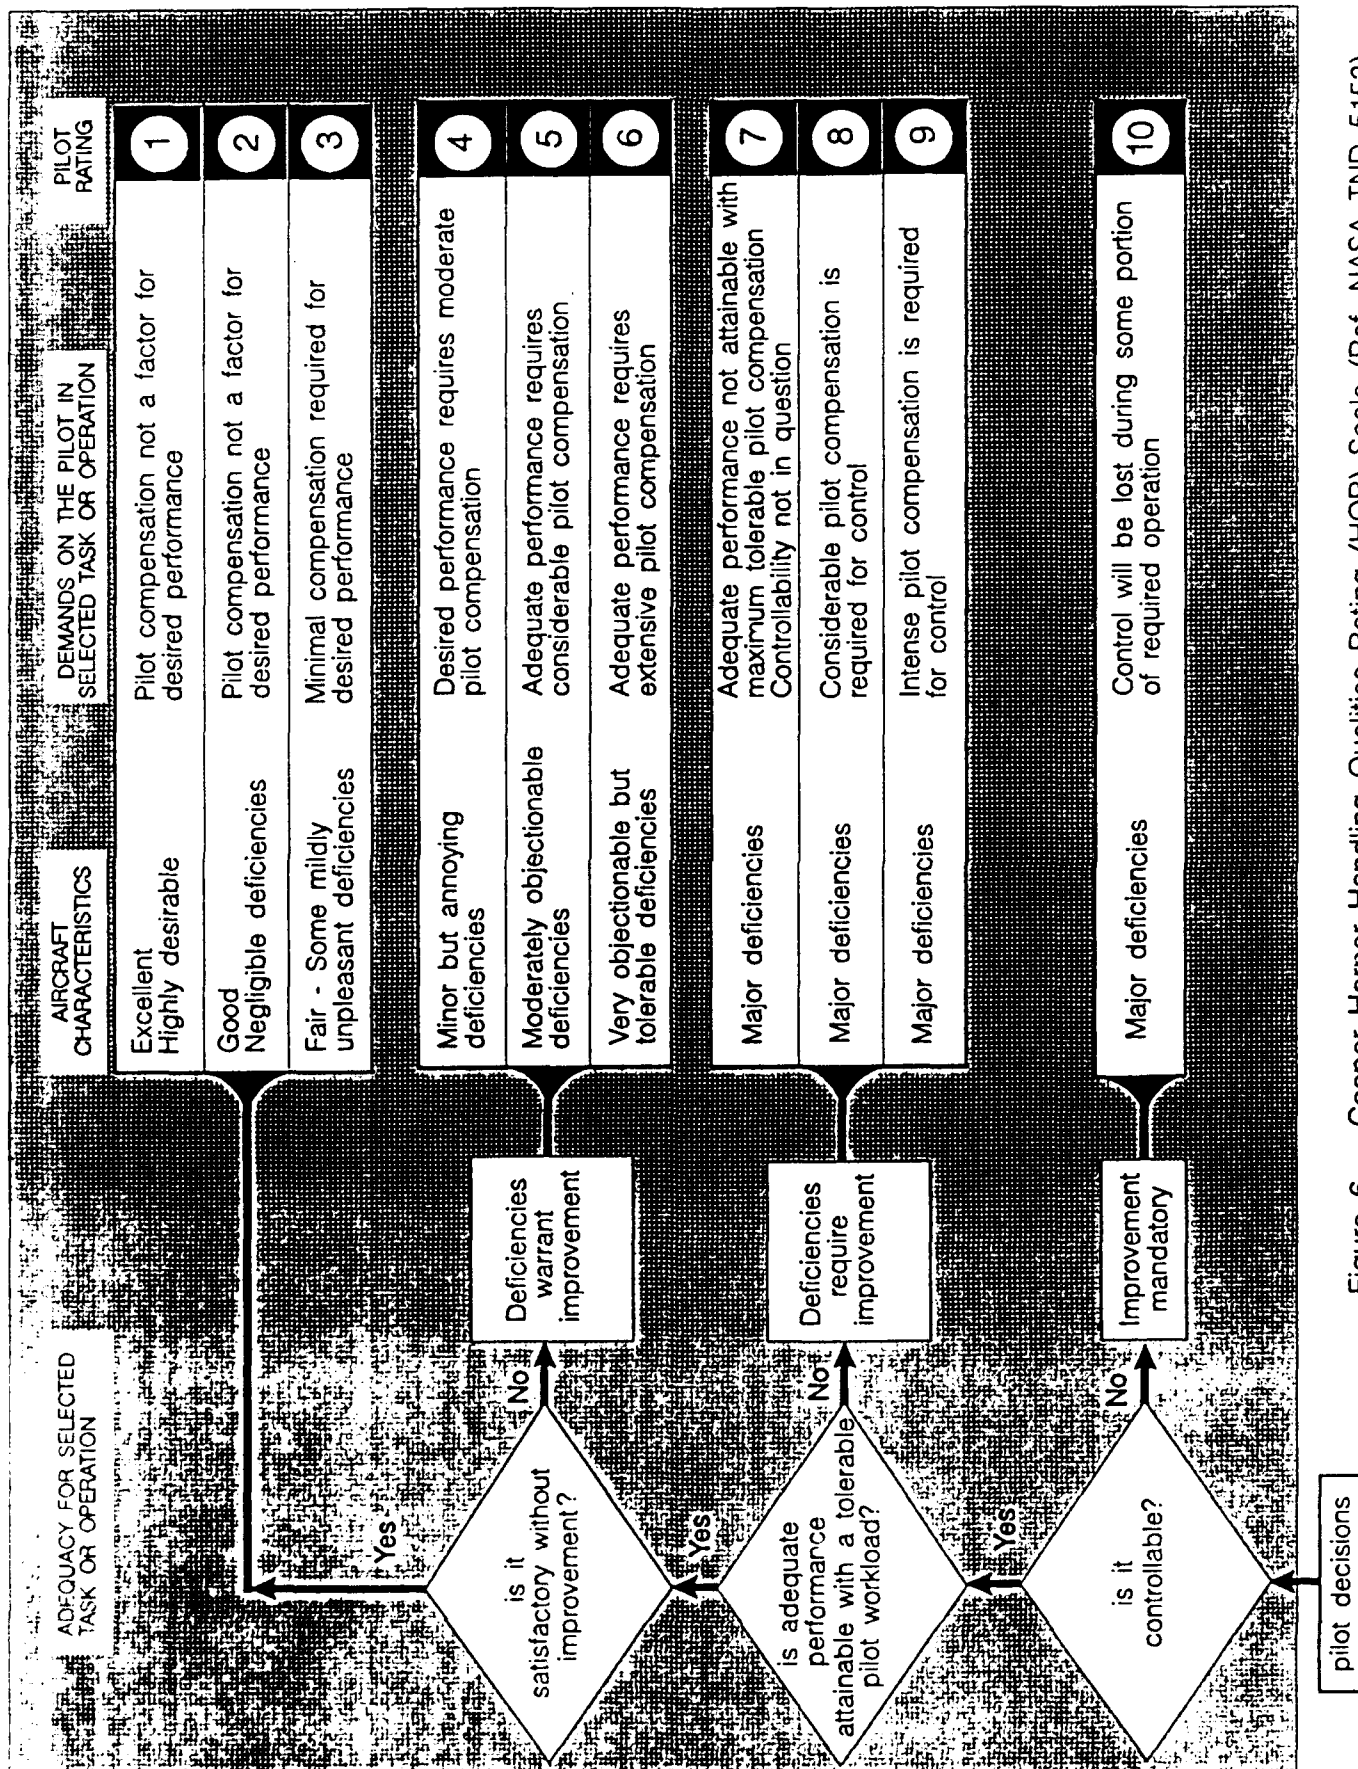 ADEQUACY FOR SELECTED
TASK OR OPERATION
AIRCRAFT
CHARACTERISTICS
DEMANDS ON THE PILOT IN
SELECTED TASK OR OPERATION
PILOT
RATING
Excellent
Highly desirable
Pilot compensation not a factor for
desired performance
1
Good
Negligible deficiencies
Pilot compensation not a factor for
desired performance
2
Fair - Some mildly
unpleasant deficiencies
Minimal compensation required for
desired performance
3
Yes
is it
satisfactory without
improvement?
No
Deficiencies
warrant
improvement
Minor but annoying
deficiencies
Desired performance requires moderate
pilot compensation
4
Moderately objectionable
deficiencies
Adequate performance requires
considerable pilot compensation
5
Very objectionable but
tolerable deficiencies
Adequate performance requires
extensive pilot compensation
6
Yes
is adequate
performance
attainable with a tolerable
pilot workload?
No
Deficiencies
require
improvement
Major deficiencies
Adequate performance not attainable with
maximum tolerable pilot compensation
Controllability not in question
7
Major deficiencies
Considerable pilot compensation is
required for control
8
Major deficiencies
Intense pilot compensation is required
for control
9
Yes
is it
controllable?
No
Improvement
mandatory
Major deficiencies
Control will be lost during some portion
of required operation
10
pilot decisions
Figure 6. Cooper Harper Handling Qualities Rating (HQR) Scale (Ref. NASA TND 5153)